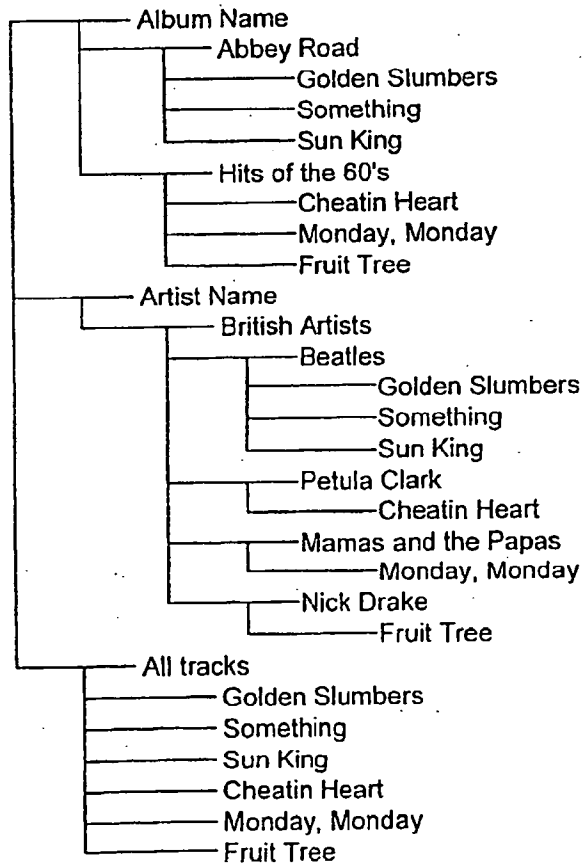 Album Name
Abbey Road
Golden Slumbers
Something
Sun King
Hits of the 60's
Cheatin Heart
Monday, Monday
Fruit Tree
Artist Name
British Artists
Beatles
Golden Slumbers
Something
Sun King
Petula Clark
Cheatin Heart
Mamas and the Papas
Monday, Monday
Nick Drake
Fruit Tree
All tracks
Golden Slumbers
Something
Sun King
Cheatin Heart
Monday, Monday
Fruit Tree